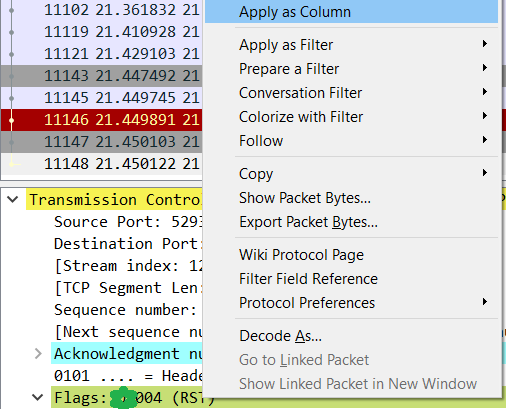 11102 21.361832 21
11119 21.410928 21
11121 21.429103 21
11143 21.447492 21
11145 21.449745 21
11146 21.449891 21
11147 21.450103 21
11148 21.450122 21
Apply as Column
Apply as Filter
Prepare a Filter
Conversation Filter
Colorize with Filter
Follow
Copy
Show Packet Bytes...
Export Packet Bytes...
Wiki Protocol Page
Filter Field Reference
Protocol Preferences
Decode As...
Go to Linked Packet
Show Linked Packet in New Window
Transmission Contro
Source Port: 5293
Destination Port:
[Stream index: 12
[TCP Segment Len:
Sequence number:
[Next sequence nu
Acknowledgment nu
0101 .... = Heade
Flags: 004 (RST)